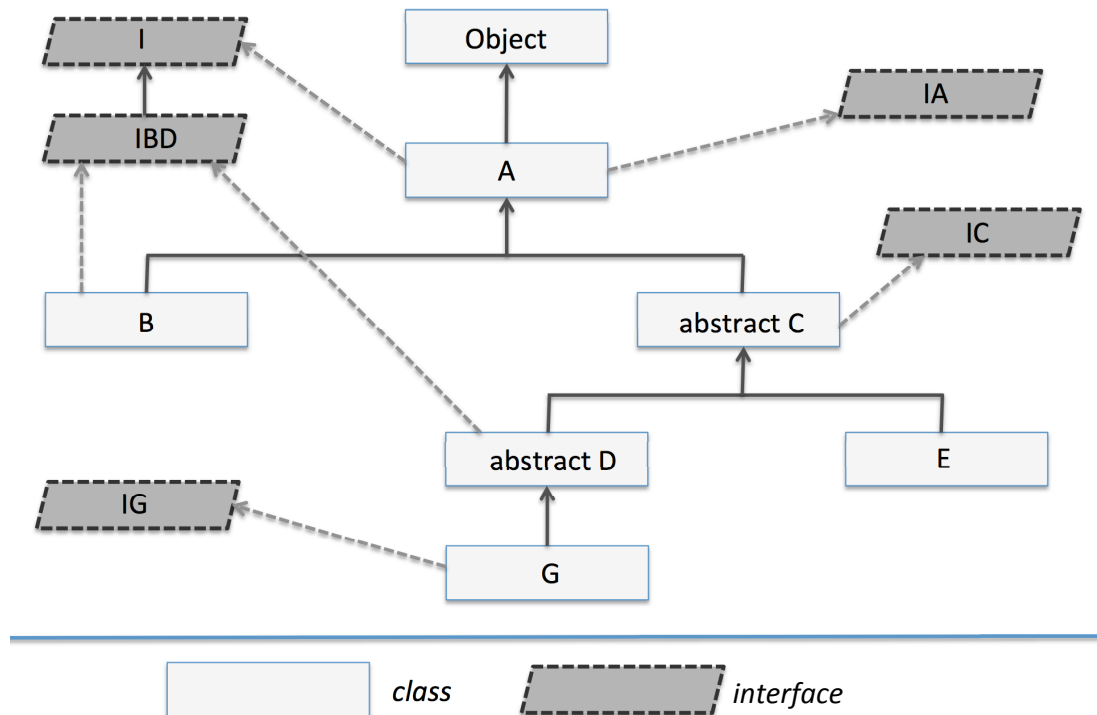 I
Object
IA
IBD
A
IC
B
abstract C
abstract D
E
IG
G
class
interface